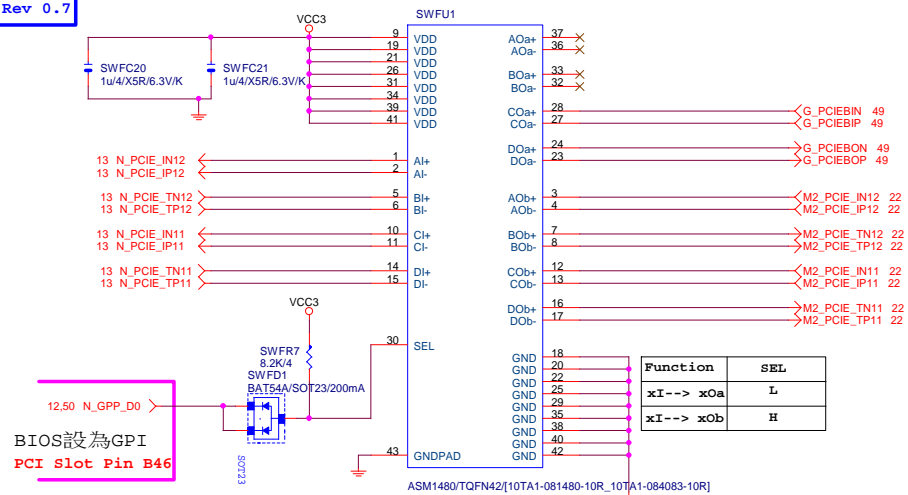 Rev 0.7
VCC3
SWFU1
SWFC20
1u/4/X5R/6.3V/K
SWFC21
1u/4/X5R/6.3V/K
9 VDD
19 VDD
21 VDD
26 VDD
31 VDD
34 VDD
39 VDD
41 VDD
AOa+ 37
AOa- 36
BOa+ 33
BOa- 32
COa+ 28 G_PCIEBIN 49
COa- 27 G_PCIEBIP 49
DOa+ 24 G_PCIEBON 49
DOa- 23 G_PCIEBOP 49
13 N_PCIE_IN12 1 AI+
13 N_PCIE_IP12 2 AI-
13 N_PCIE_TN12 5 BI+
13 N_PCIE_TP12 6 BI-
13 N_PCIE_IN11 10 CI+
13 N_PCIE_IP11 11 CI-
13 N_PCIE_TN11 14 DI+
13 N_PCIE_TP11 15 DI-
AOb+ 3 M2_PCIE_IN12 22
AOb- 4 M2_PCIE_IP12 22
BOb+ 7 M2_PCIE_TN12 22
BOb- 8 M2_PCIE_TP12 22
COb+ 12 M2_PCIE_IN11 22
COb- 13 M2_PCIE_IP11 22
DOb+ 16 M2_PCIE_TN11 22
DOb- 17 M2_PCIE_TP11 22
VCC3
SWFR7
8.2K/4
30 SEL
SWFD1
BAT54A/SOT23/200mA
SOT23
12,50 N_GPP_D0
BIOS設為GPI
PCI Slot Pin B46
43 GNDPAD
GND 18
GND 20
GND 22
GND 25
GND 29
GND 35
GND 38
GND 40
GND 42
Function SEL
xI--> xOa L
xI--> xOb H
ASM1480/TQFN42/[10TA1-081480-10R_10TA1-084083-10R]